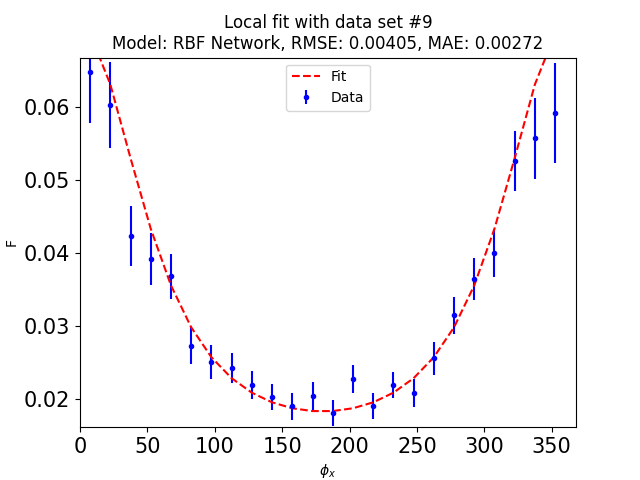 Local fit with data set #9
Model: RBF Network, RMSE: 0.00405, MAE: 0.00272
Fit
Data
0.06
0.05
0.04
0.03
0.02
F
0 50 100 150 200 250 300 350
ϕx